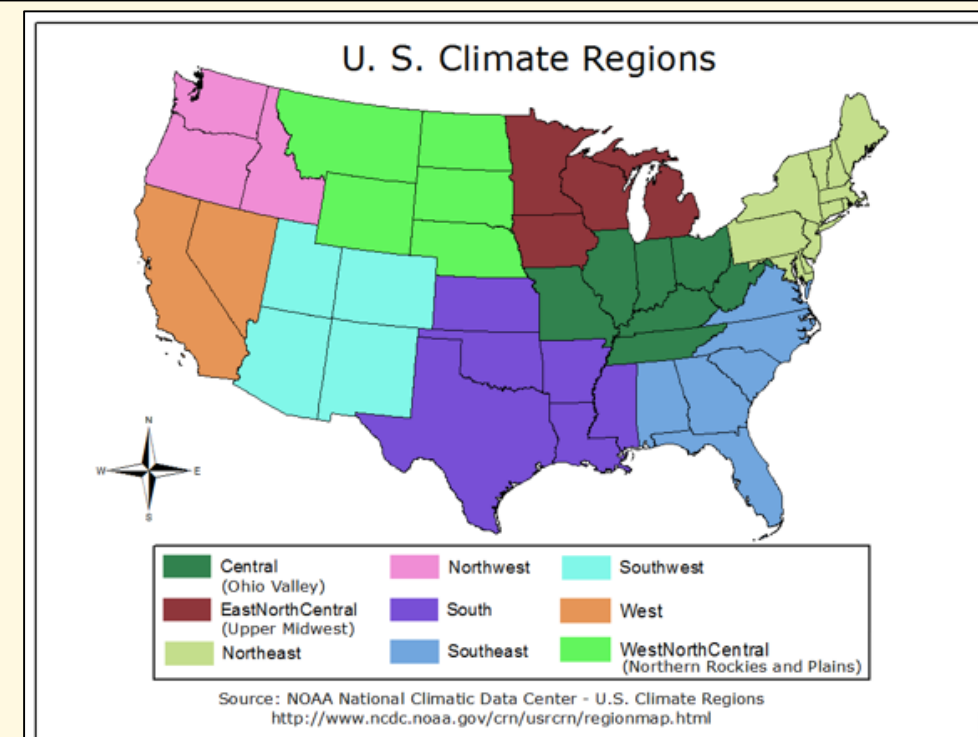 U. S. Climate Regions
N
W
E
S
Central
(Ohio Valley)
EastNorthCentral
(Upper Midwest)
Northeast
Northwest
South
Southeast
Southwest
West
WestNorthCentral
(Northern Rockies and Plains)
Source: NOAA National Climatic Data Center - U.S. Climate Regions
http://www.ncdc.noaa.gov/crn/usrcrn/regionmap.html